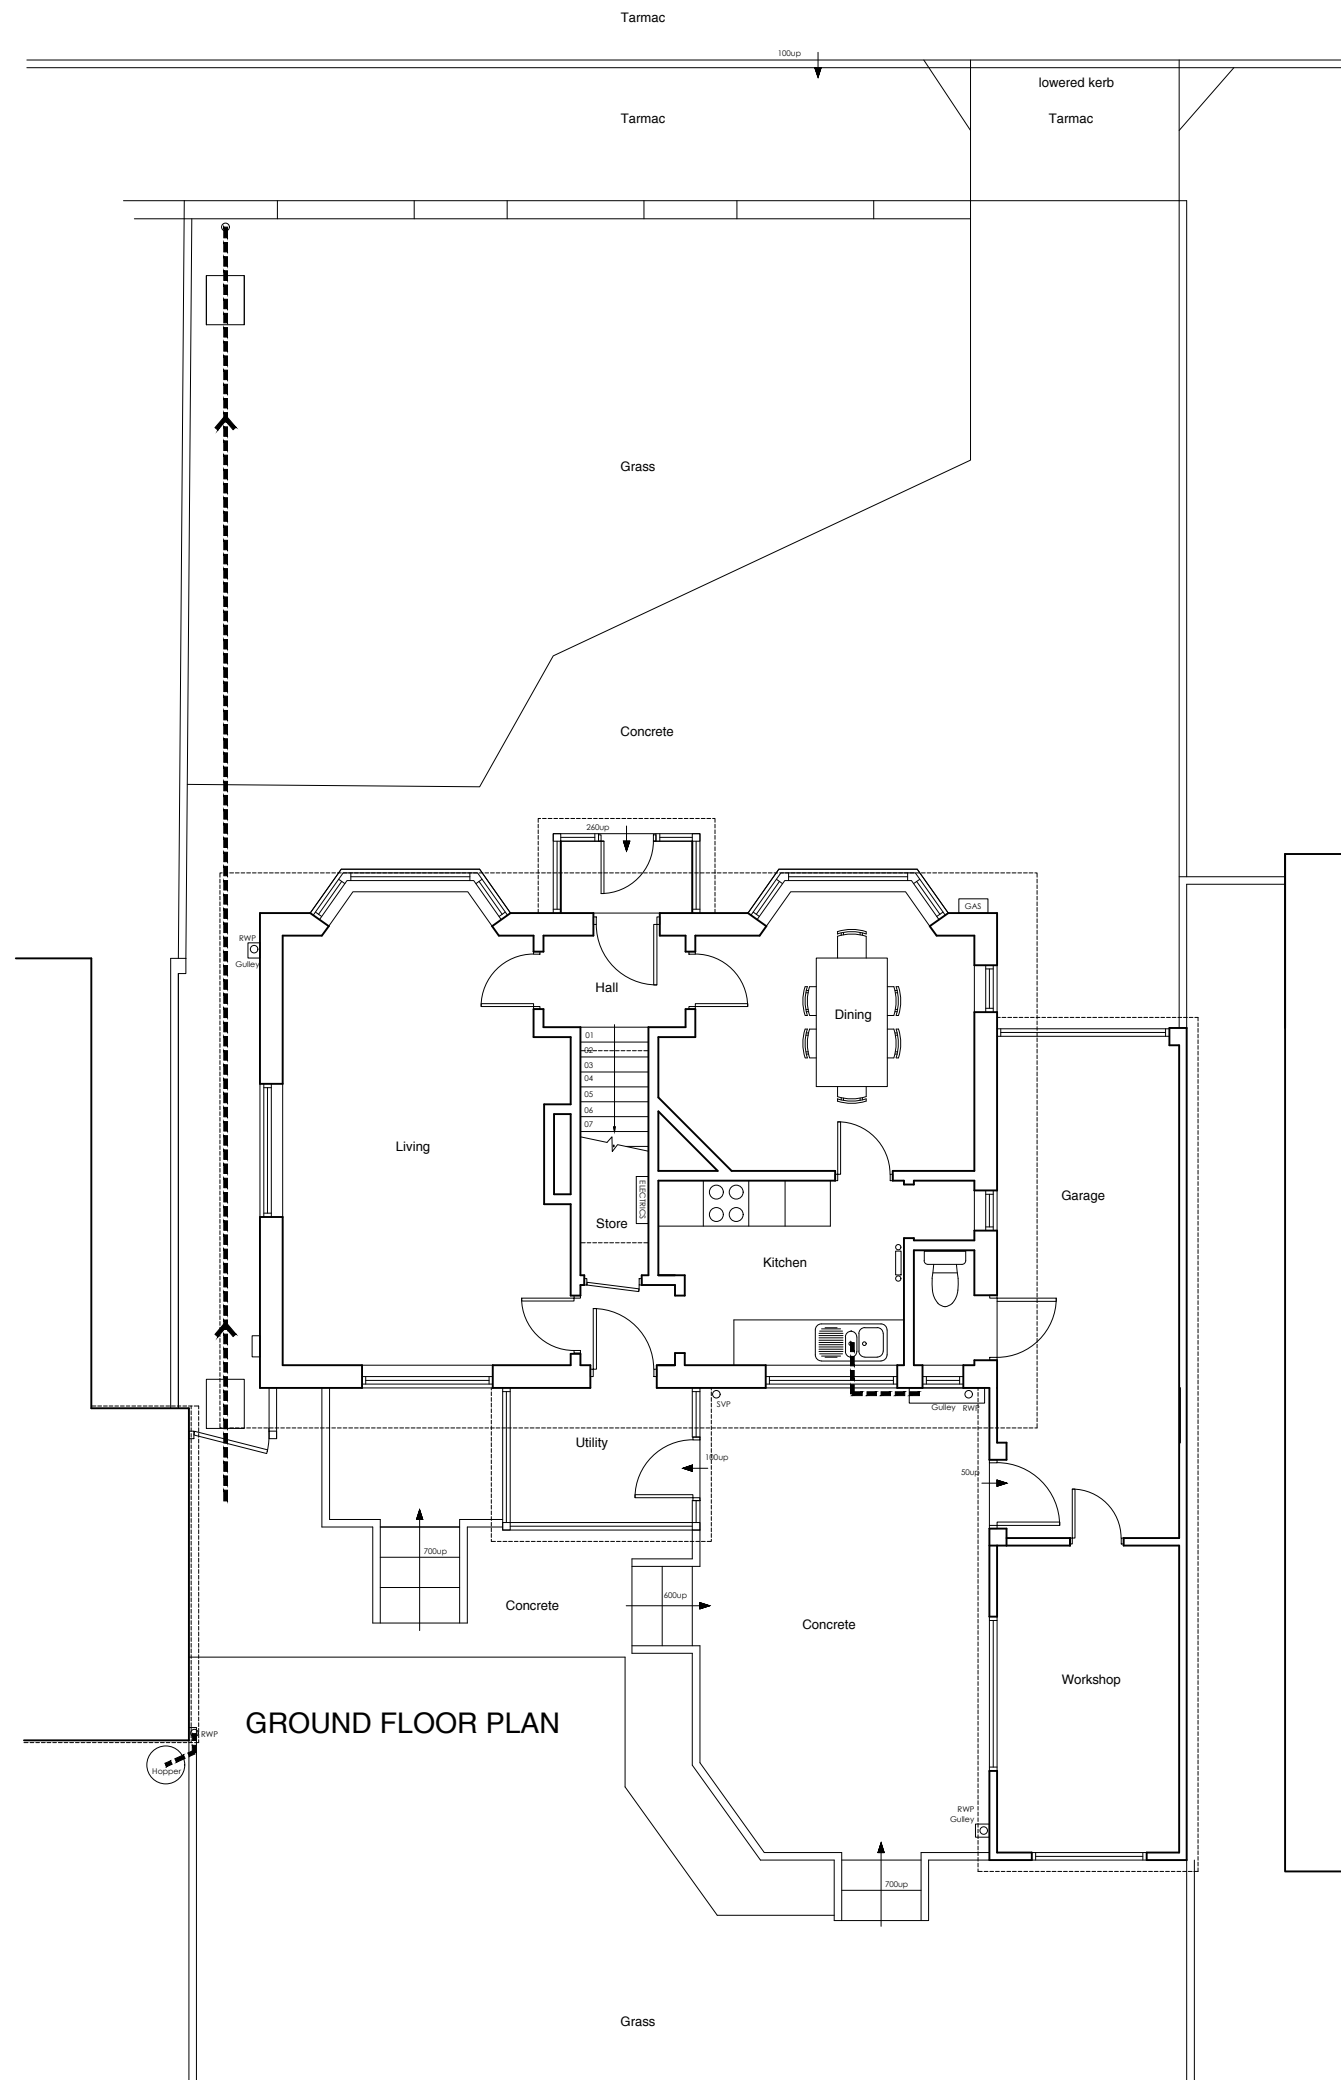 Tarmac
100up
lowered kerb
Tarmac
Tarmac
Grass
Concrete
260up
GAS
RWP
Gulley
Hall
Dining
01
02
03
04
05
06
07
Living
ELECTRICS
Store
Garage
Kitchen
SVP
Gulley
RWP
Utility
100up
50up
700up
600up
Concrete
Concrete
Workshop
GROUND FLOOR PLAN
RWP
Hopper
RWP
Gulley
700up
Grass